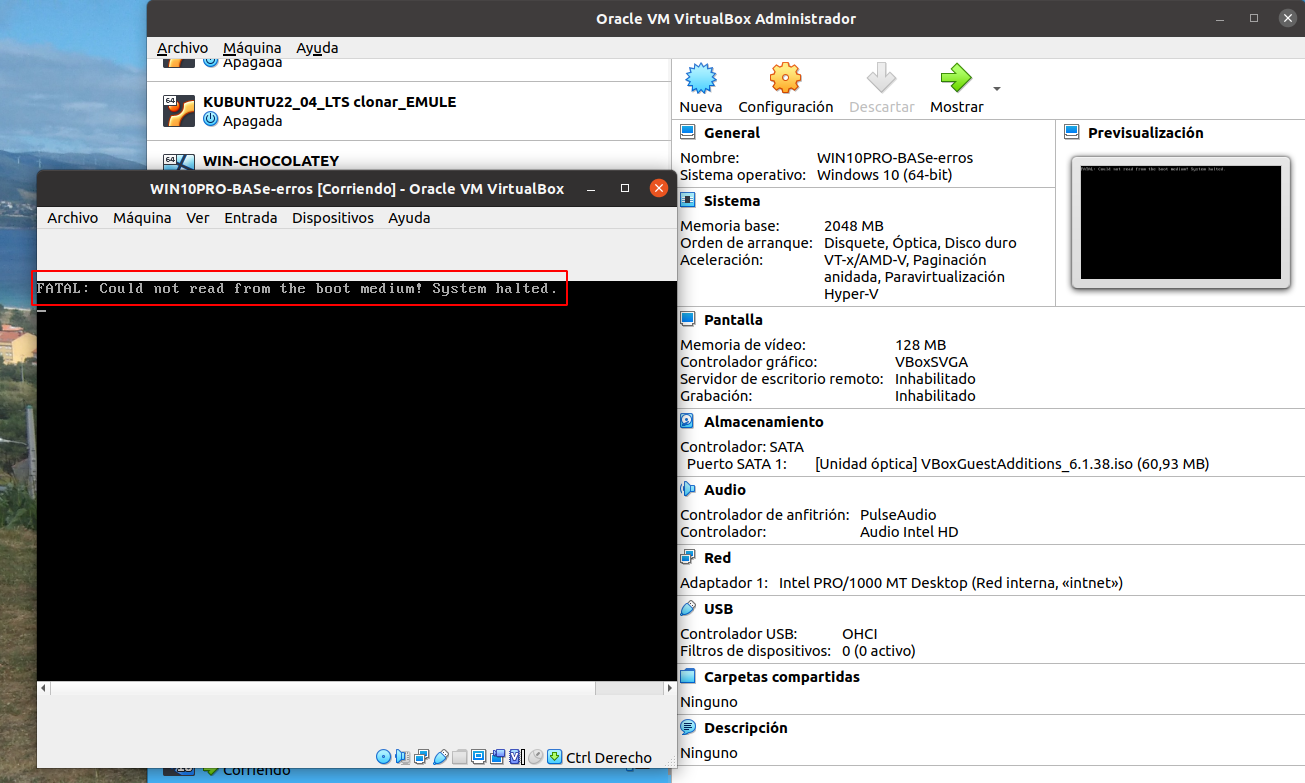 Oracle VM VirtualBox Administrador
Archivo Máquina Ayuda
Apagada
64
KUBUNTU22_04_LTS clonar_EMULE
Apagada
64
WIN-CHOCOLATEY
Nueva Configuración Descartar Mostrar
WIN10PRO-BASe-erros [Corriendo] - Oracle VM VirtualBox
Archivo Máquina Ver Entrada Dispositivos Ayuda
FATAL: Could not read from the boot medium! System halted.
Ctrl Derecho
Corriendo
General
Nombre: WIN10PRO-BASe-erros
Sistema operativo: Windows 10 (64-bit)
Previsualización
FATAL: Could not read from the boot medium! System halted.
Sistema
Memoria base: 2048 MB
Orden de arranque: Disquete, Óptica, Disco duro
Aceleración: VT-x/AMD-V, Paginación
anidada, Paravirtualización
Hyper-V
Pantalla
Memoria de vídeo: 128 MB
Controlador gráfico: VBoxSVGA
Servidor de escritorio remoto: Inhabilitado
Grabación: Inhabilitado
Almacenamiento
Controlador: SATA
Puerto SATA 1: [Unidad óptica] VBoxGuestAdditions_6.1.38.iso (60,93 MB)
Audio
Controlador de anfitrión: PulseAudio
Controlador: Audio Intel HD
Red
Adaptador 1: Intel PRO/1000 MT Desktop (Red interna, «intnet»)
USB
Controlador USB: OHCI
Filtros de dispositivos: 0 (0 activo)
Carpetas compartidas
Ninguno
Descripción
Ninguno